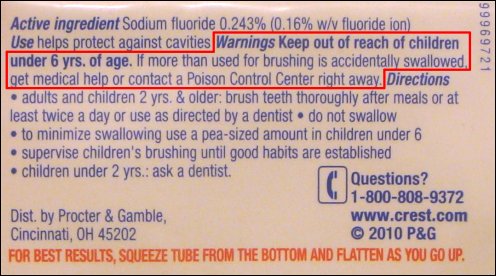 Active ingredient Sodium fluoride 0.243% (0.16% w/v fluoride ion)
Use helps protect against cavities Warnings Keep out of reach of children
under 6 yrs. of age. If more than used for brushing is accidentally swallowed,
get medical help or contact a Poison Control Center right away. Directions
• adults and children 2 yrs. & older: brush teeth thoroughly after meals or at
least twice a day or use as directed by a dentist • do not swallow
• to minimize swallowing use a pea-sized amount in children under 6
• supervise children's brushing until good habits are established
• children under 2 yrs.: ask a dentist.
Questions?
1-800-808-9372
www.crest.com
© 2010 P&G
Dist. by Procter & Gamble,
Cincinnati, OH 45202
FOR BEST RESULTS, SQUEEZE TUBE FROM THE BOTTOM AND FLATTEN AS YOU GO UP.
99969721